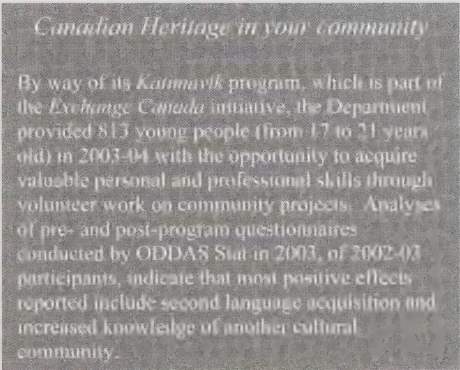 Canadian Heritage in your community
By way of its Katimavik program, which is part of
the Exchange Canada initiative, the Department
provided 813 young people (from 17 to 21 years
old) in 2003-04 with the opportunity to acquire
valuable personal and professional skills through
volunteer work on community projects. Analyses
of pre- and post-program questionnaires
conducted by ODDAS Stat in 2003, of 2002-03
participants, indicate that most positive effects
reported include second language acquisition and
increased knowledge of another cultural
community.